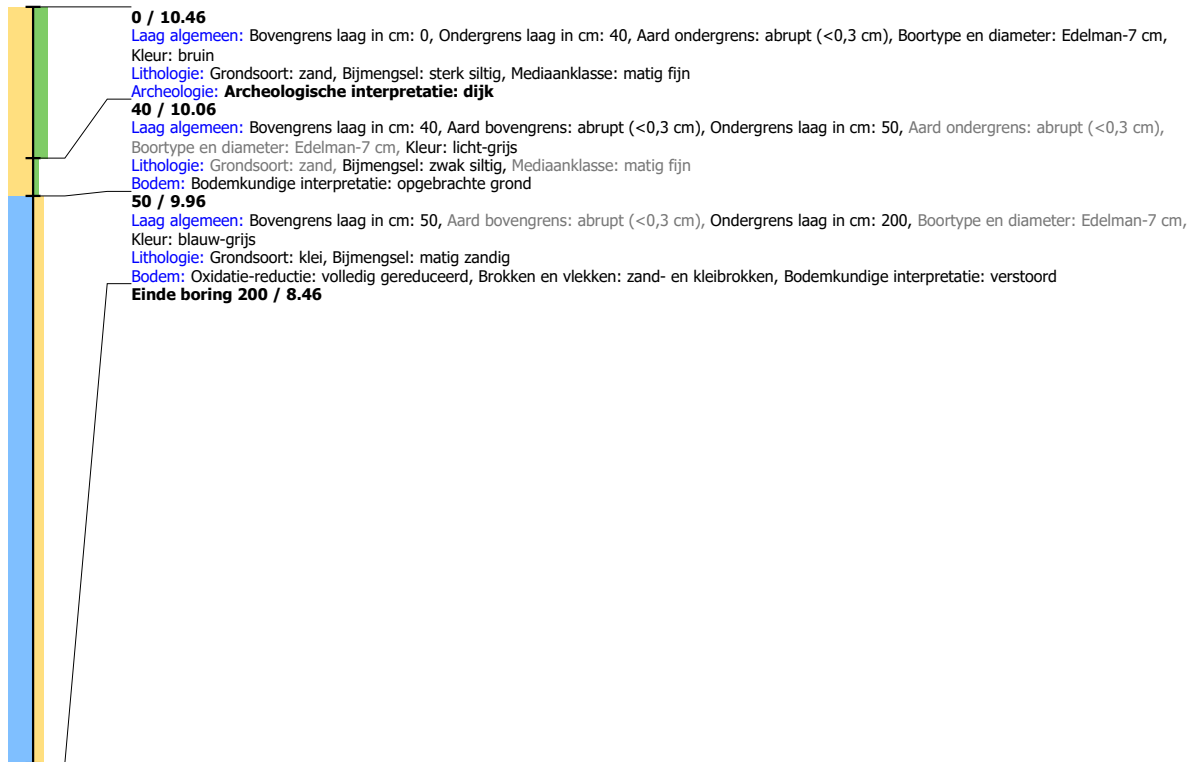 0 / 10.46
Laag algemeen: Bovengrens laag in cm: 0, Ondergrens laag in cm: 40, Aard ondergrens: abrupt (<0,3 cm), Boortype en diameter: Edelman-7 cm,
Kleur: bruin
Lithologie: Grondsoort: zand, Bijmengsel: sterk siltig, Mediaanklasse: matig fijn
Archeologie: Archeologische interpretatie: dijk
40 / 10.06
Laag algemeen: Bovengrens laag in cm: 40, Aard bovengrens: abrupt (<0,3 cm), Ondergrens laag in cm: 50, Aard ondergrens: abrupt (<0,3 cm),
Boortype en diameter: Edelman-7 cm, Kleur: licht-grijs
Lithologie: Grondsoort: zand, Bijmengsel: zwak siltig, Mediaanklasse: matig fijn
Bodem: Bodemkundige interpretatie: opgebrachte grond
50 / 9.96
Laag algemeen: Bovengrens laag in cm: 50, Aard bovengrens: abrupt (<0,3 cm), Ondergrens laag in cm: 200, Boortype en diameter: Edelman-7 cm,
Kleur: blauw-grijs
Lithologie: Grondsoort: klei, Bijmengsel: matig zandig
Bodem: Oxidatie-reductie: volledig gereduceerd, Brokken en vlekken: zand- en kleibrokken, Bodemkundige interpretatie: verstoord
Einde boring 200 / 8.46